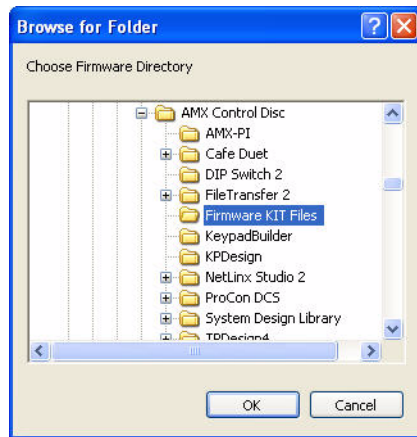 Browse for Folder
Choose Firmware Directory
AMX Control Disc
AMX-PI
Cafe Duet
DIP Switch 2
FileTransfer 2
Firmware KIT Files
KeypadBuilder
KPDesign
NetLinx Studio 2
ProCon DCS
System Design Library
TPDesign4
OK Cancel